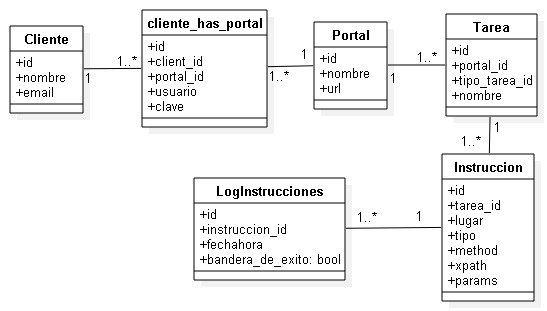 Cliente
+id
+nombre
+email
1
1..*
cliente_has_portal
+id
+client_id
+portal_id
+usuario
+clave
1
1..*
Portal
+id
+nombre
+url
1
1..*
Tarea
+id
+portal_id
+tipo_tarea_id
+nombre
1
1..*
Instruccion
+id
+tarea_id
+lugar
+tipo
+method
+xpath
+params
1
1..*
LogInstrucciones
+id
+instruccion_id
+fechahora
+bandera_de_exito: bool